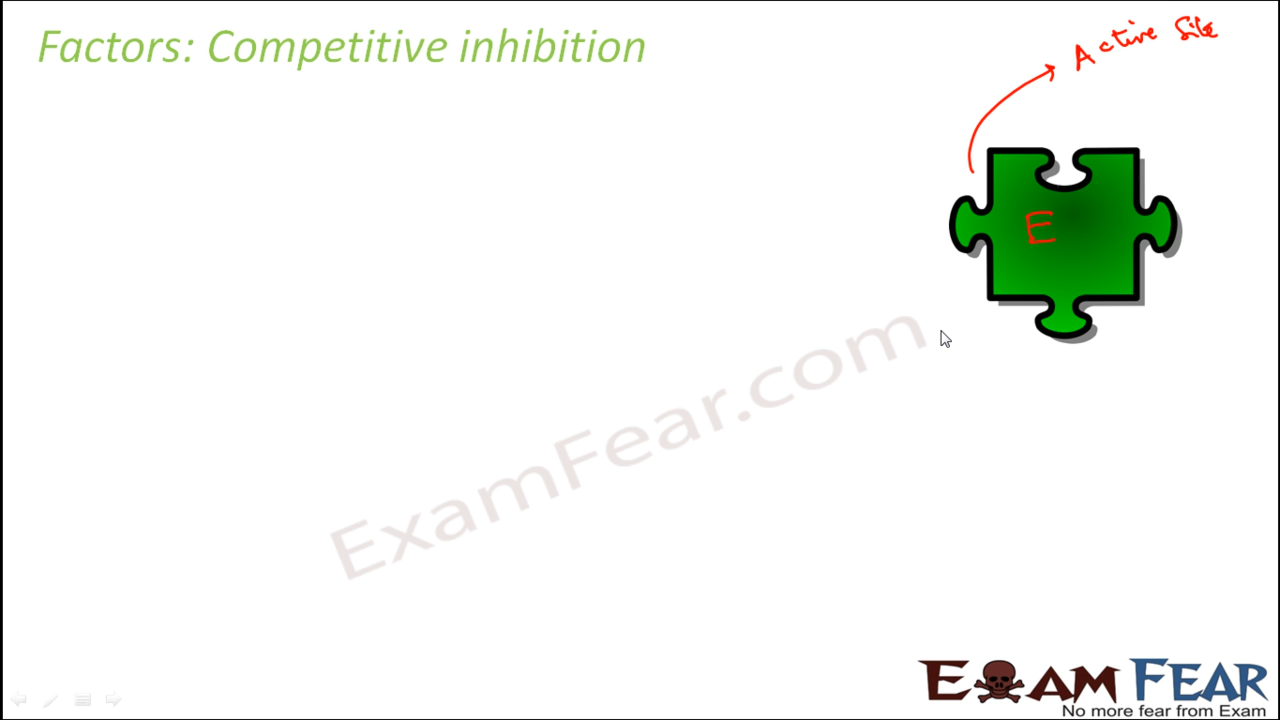 Factors: Competitive inhibition
Active Site
E
ExamFear.com
EXAM FEAR
No more fear from Exam